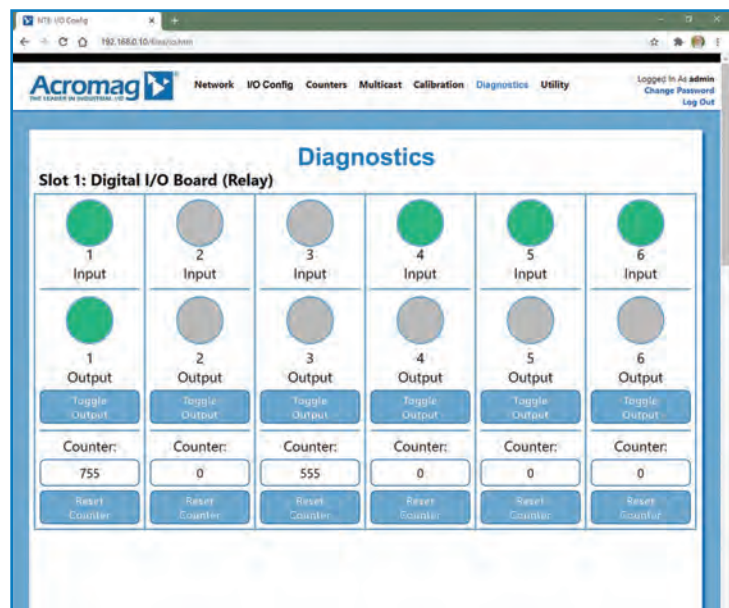 NTE I/O Config
192.168.0.10
Acromag
THE LEADER IN INDUSTRIAL I/O
Network I/O Config Counters Multicast Calibration Diagnostics Utility
Logged In As admin
Change Password
Log Out
Diagnostics
Slot 1: Digital I/O Board (Relay)
1 2 3 4 5 6
Input Input Input Input Input Input
1 2 3 4 5 6
Output Output Output Output Output Output
Toggle Toggle Toggle Toggle Toggle Toggle
Output Output Output Output Output Output
Counter: Counter: Counter: Counter: Counter: Counter:
755 0 555 0 0 0
Reset Reset Reset Reset Reset Reset
Counter Counter Counter Counter Counter Counter